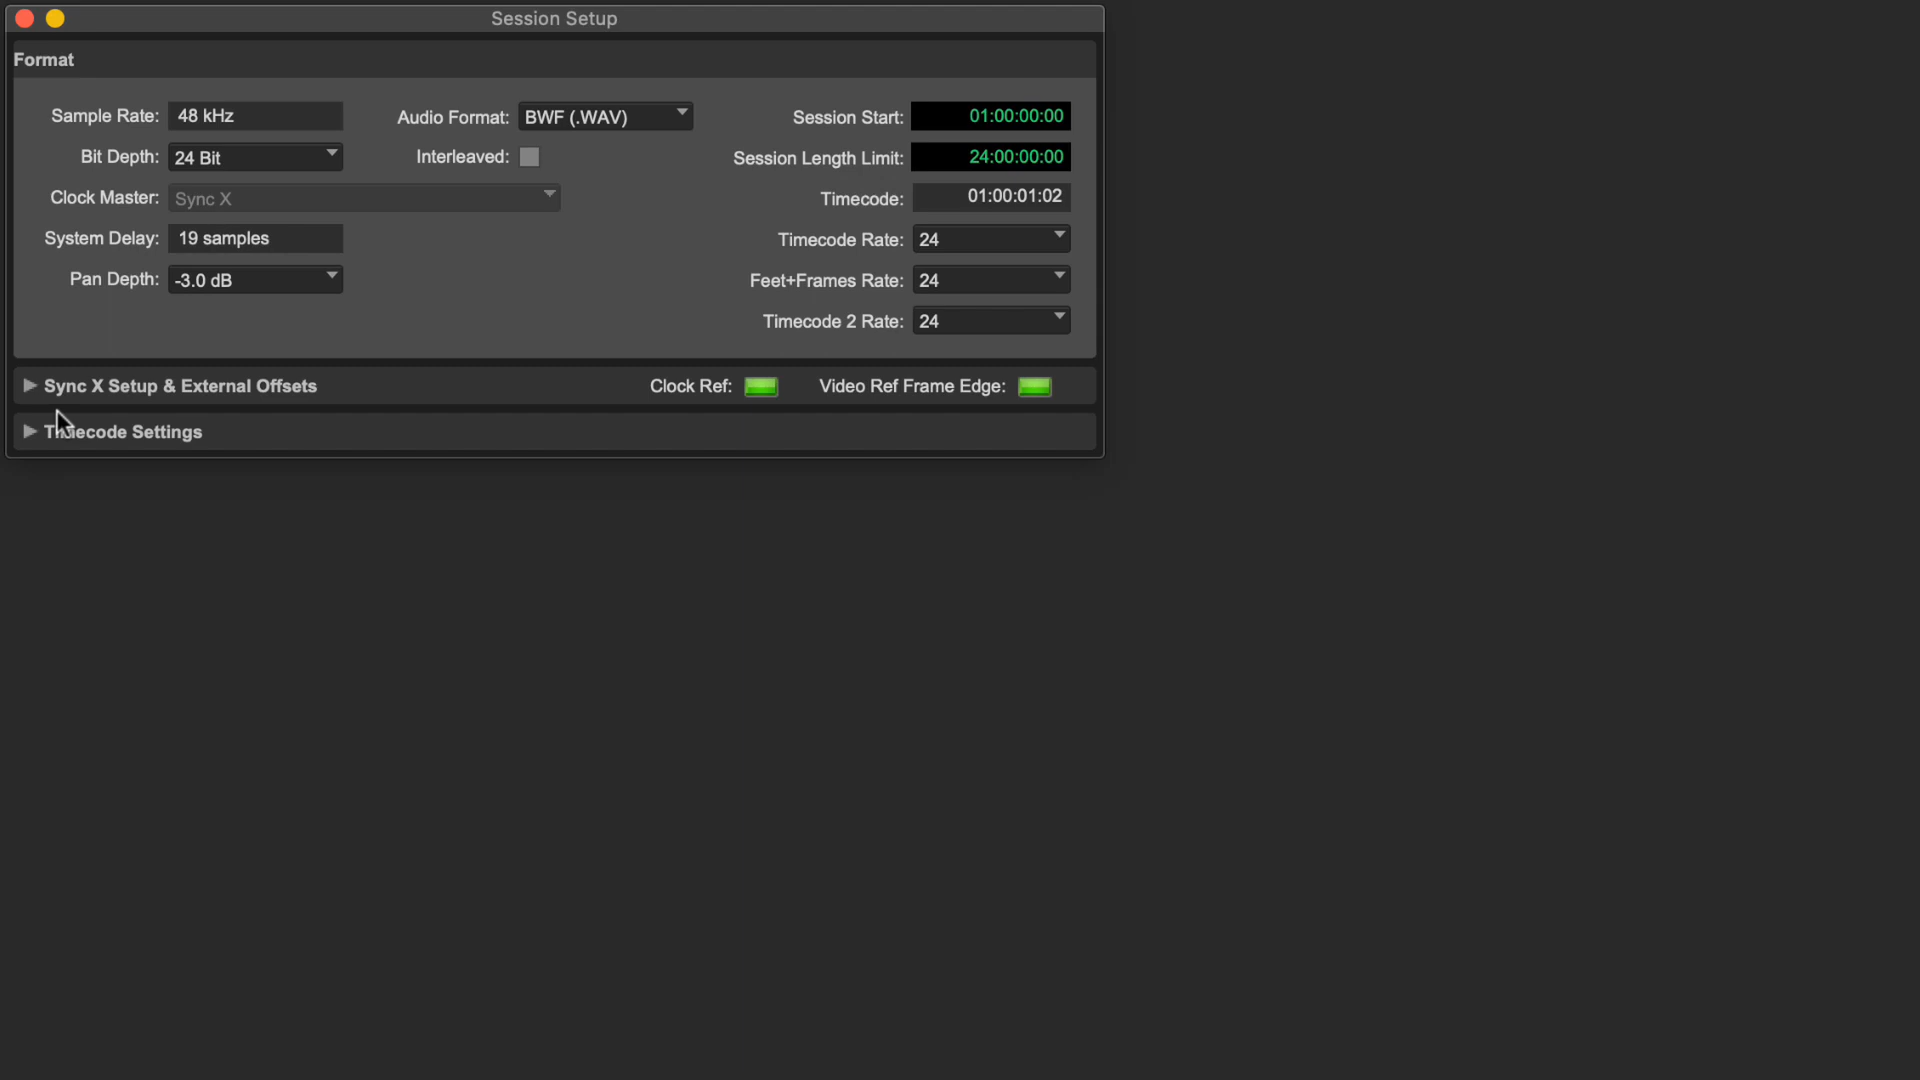 Session Setup
Format
Sample Rate: 48 kHz
Audio Format: BWF (.WAV)
Session Start: 01:00:00:00
Bit Depth: 24 Bit
Interleaved:
Session Length Limit: 24:00:00:00
Clock Master: Sync X
Timecode: 01:00:01:02
System Delay: 19 samples
Timecode Rate: 24
Pan Depth: -3.0 dB
Feet+Frames Rate: 24
Timecode 2 Rate: 24
Sync X Setup & External Offsets
Clock Ref:
Video Ref Frame Edge:
Timecode Settings